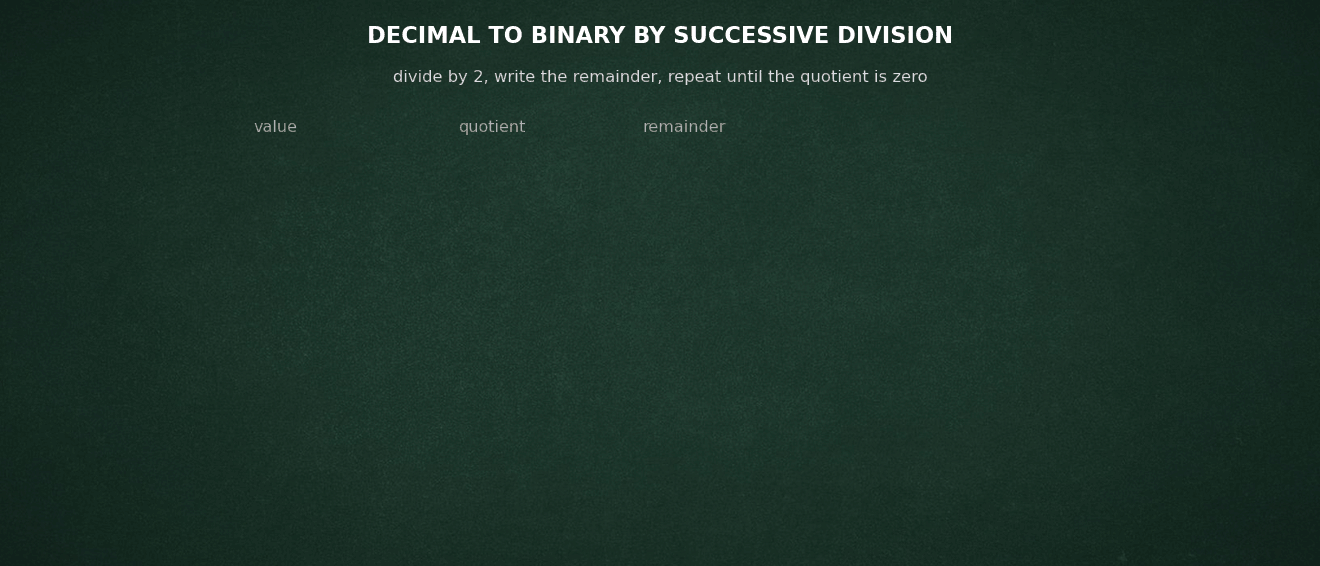 DECIMAL TO BINARY BY SUCCESSIVE DIVISION
divide by 2, write the remainder, repeat until the quotient is zero
value quotient remainder